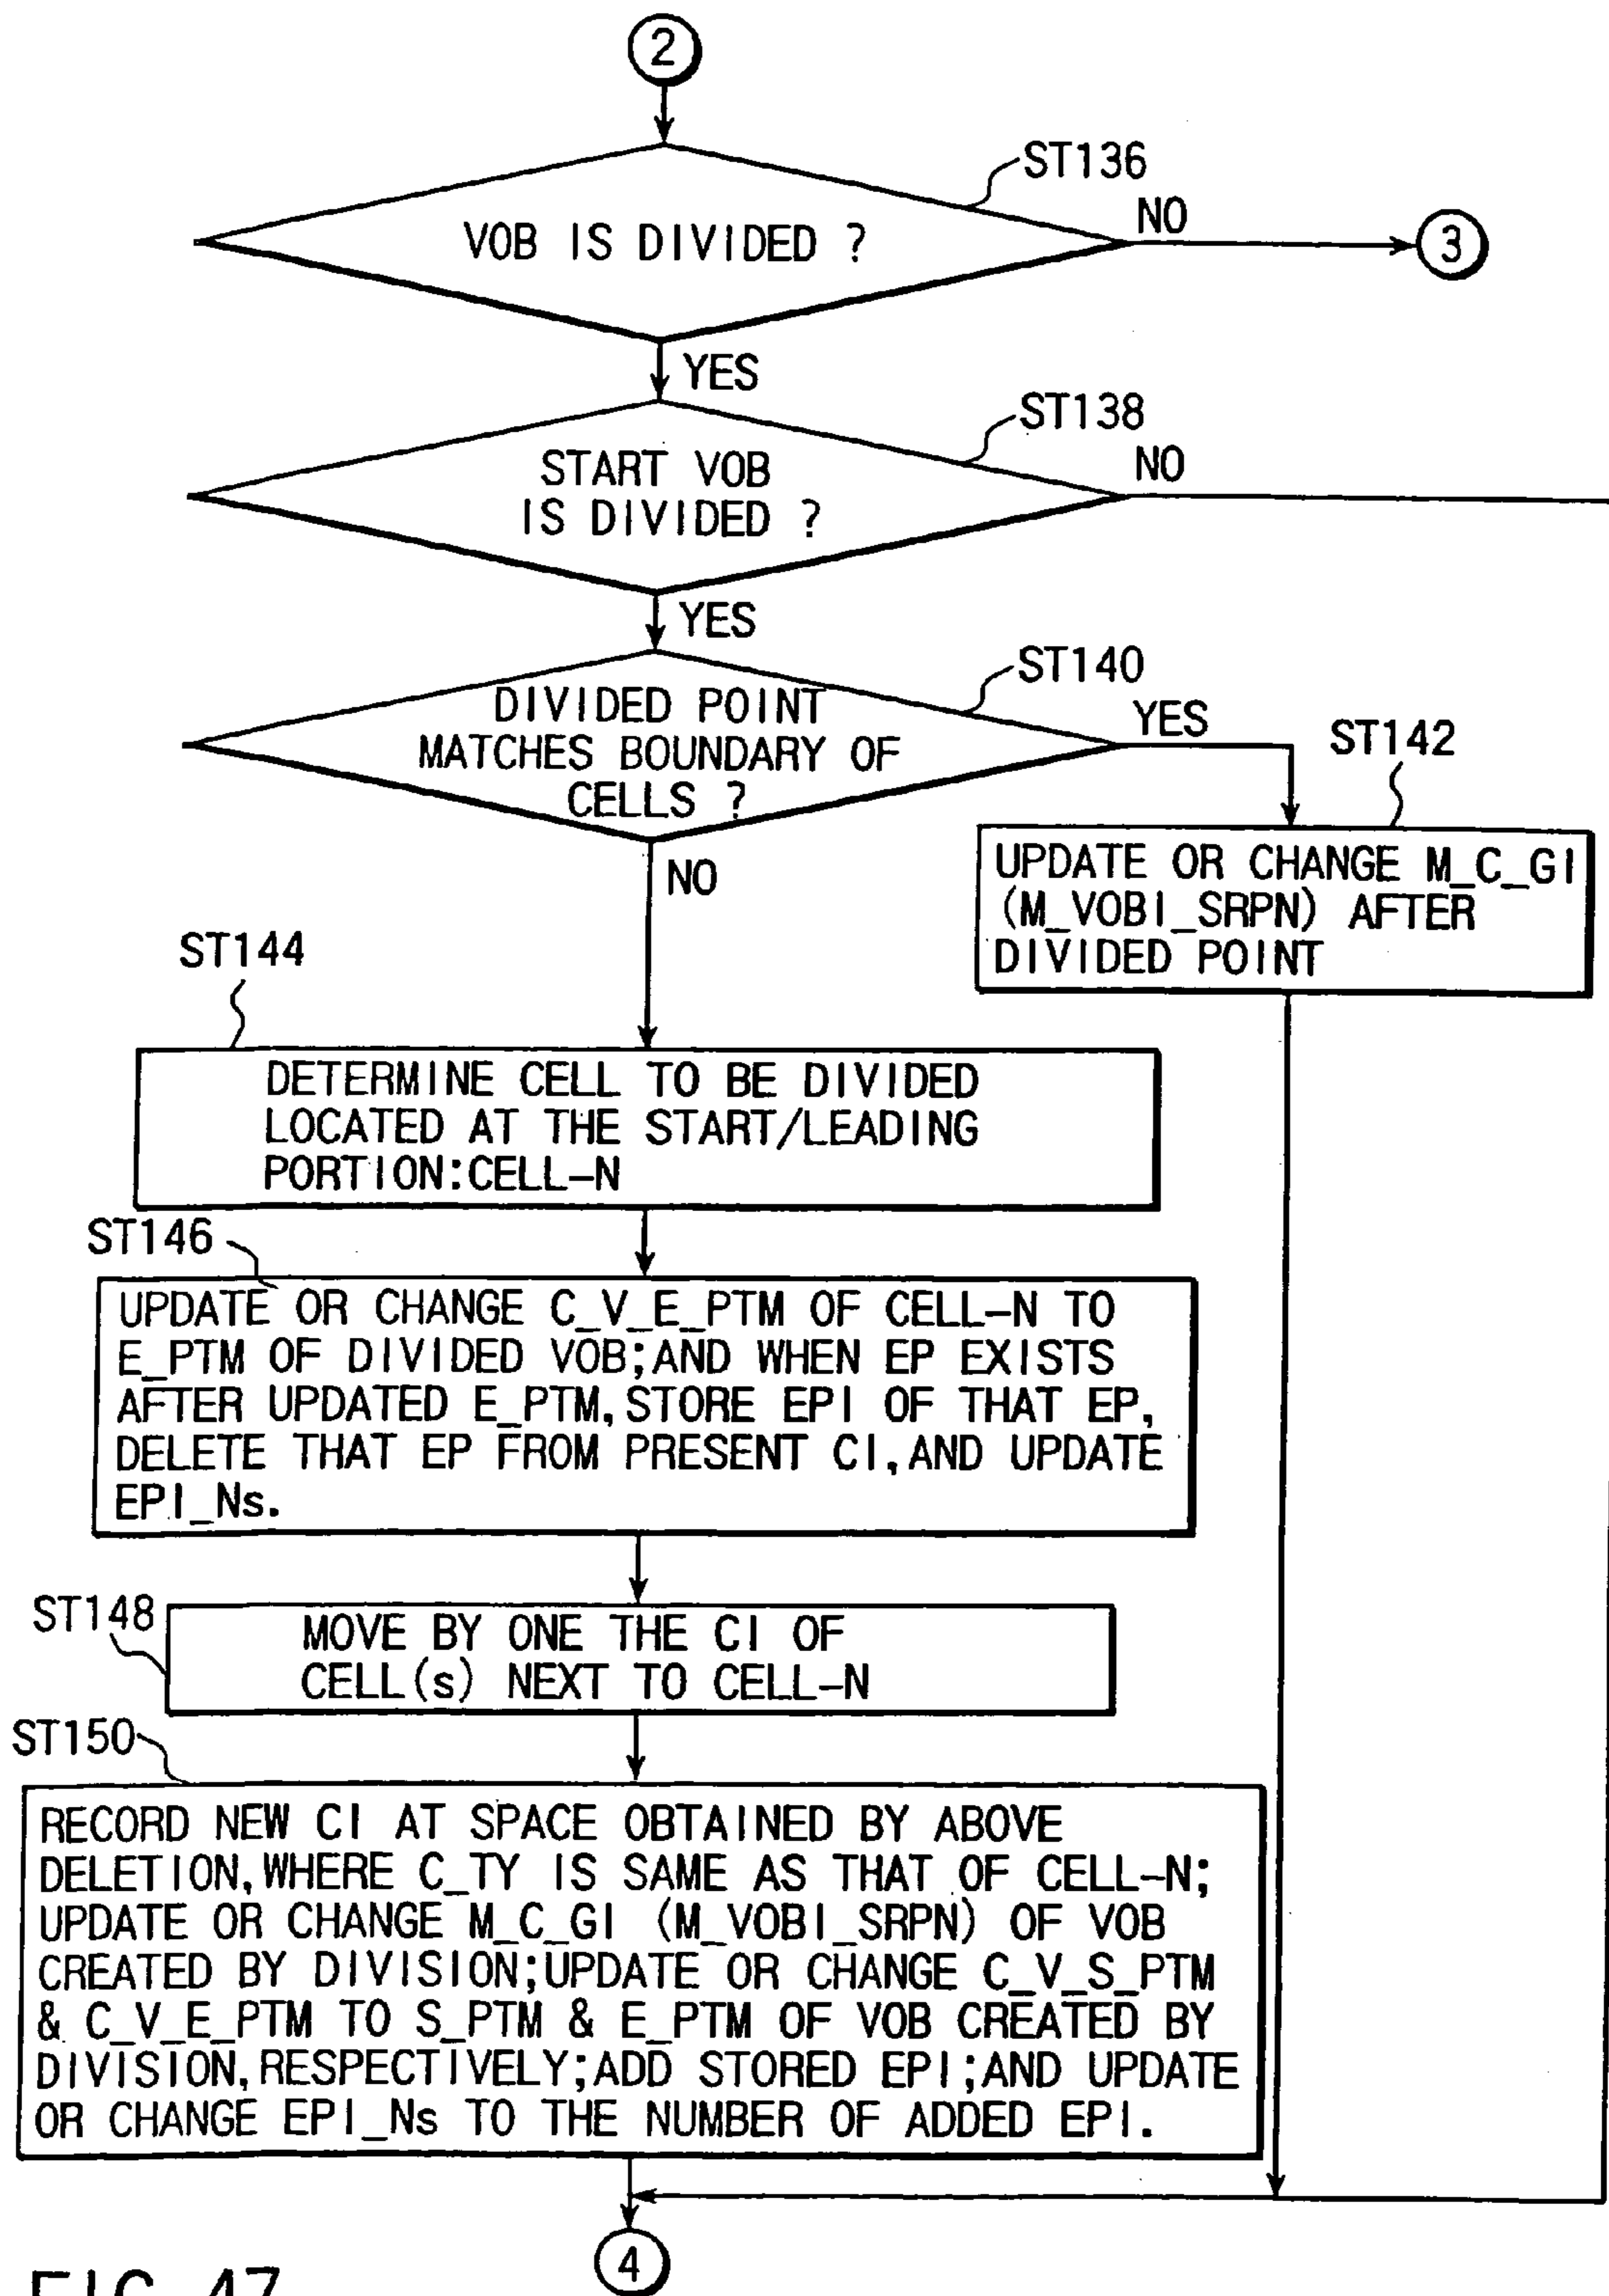 2
ST136
VOB IS DIVIDED ?
NO
3
YES
ST138
START VOB
IS DIVIDED ?
NO
YES
ST140
DIVIDED POINT
MATCHES BOUNDARY OF
CELLS ?
YES
ST142
UPDATE OR CHANGE M_C_GI
(M_VOBI_SRPN) AFTER
DIVIDED POINT
NO
ST144
DETERMINE CELL TO BE DIVIDED
LOCATED AT THE START/LEADING
PORTION:CELL-N
ST146
UPDATE OR CHANGE C_V_E_PTM OF CELL-N TO
E_PTM OF DIVIDED VOB;AND WHEN EP EXISTS
AFTER UPDATED E_PTM,STORE EPI OF THAT EP,
DELETE THAT EP FROM PRESENT CI,AND UPDATE
EPI_Ns.
ST148
MOVE BY ONE THE CI OF
CELL(s) NEXT TO CELL-N
ST150
RECORD NEW CI AT SPACE OBTAINED BY ABOVE
DELETION,WHERE C_TY IS SAME AS THAT OF CELL-N;
UPDATE OR CHANGE M_C_GI (M_VOBI_SRPN) OF VOB
CREATED BY DIVISION;UPDATE OR CHANGE C_V_S_PTM
& C_V_E_PTM TO S_PTM & E_PTM OF VOB CREATED BY
DIVISION,RESPECTIVELY;ADD STORED EPI;AND UPDATE
OR CHANGE EPI_Ns TO THE NUMBER OF ADDED EPI.
4
FIG. 47